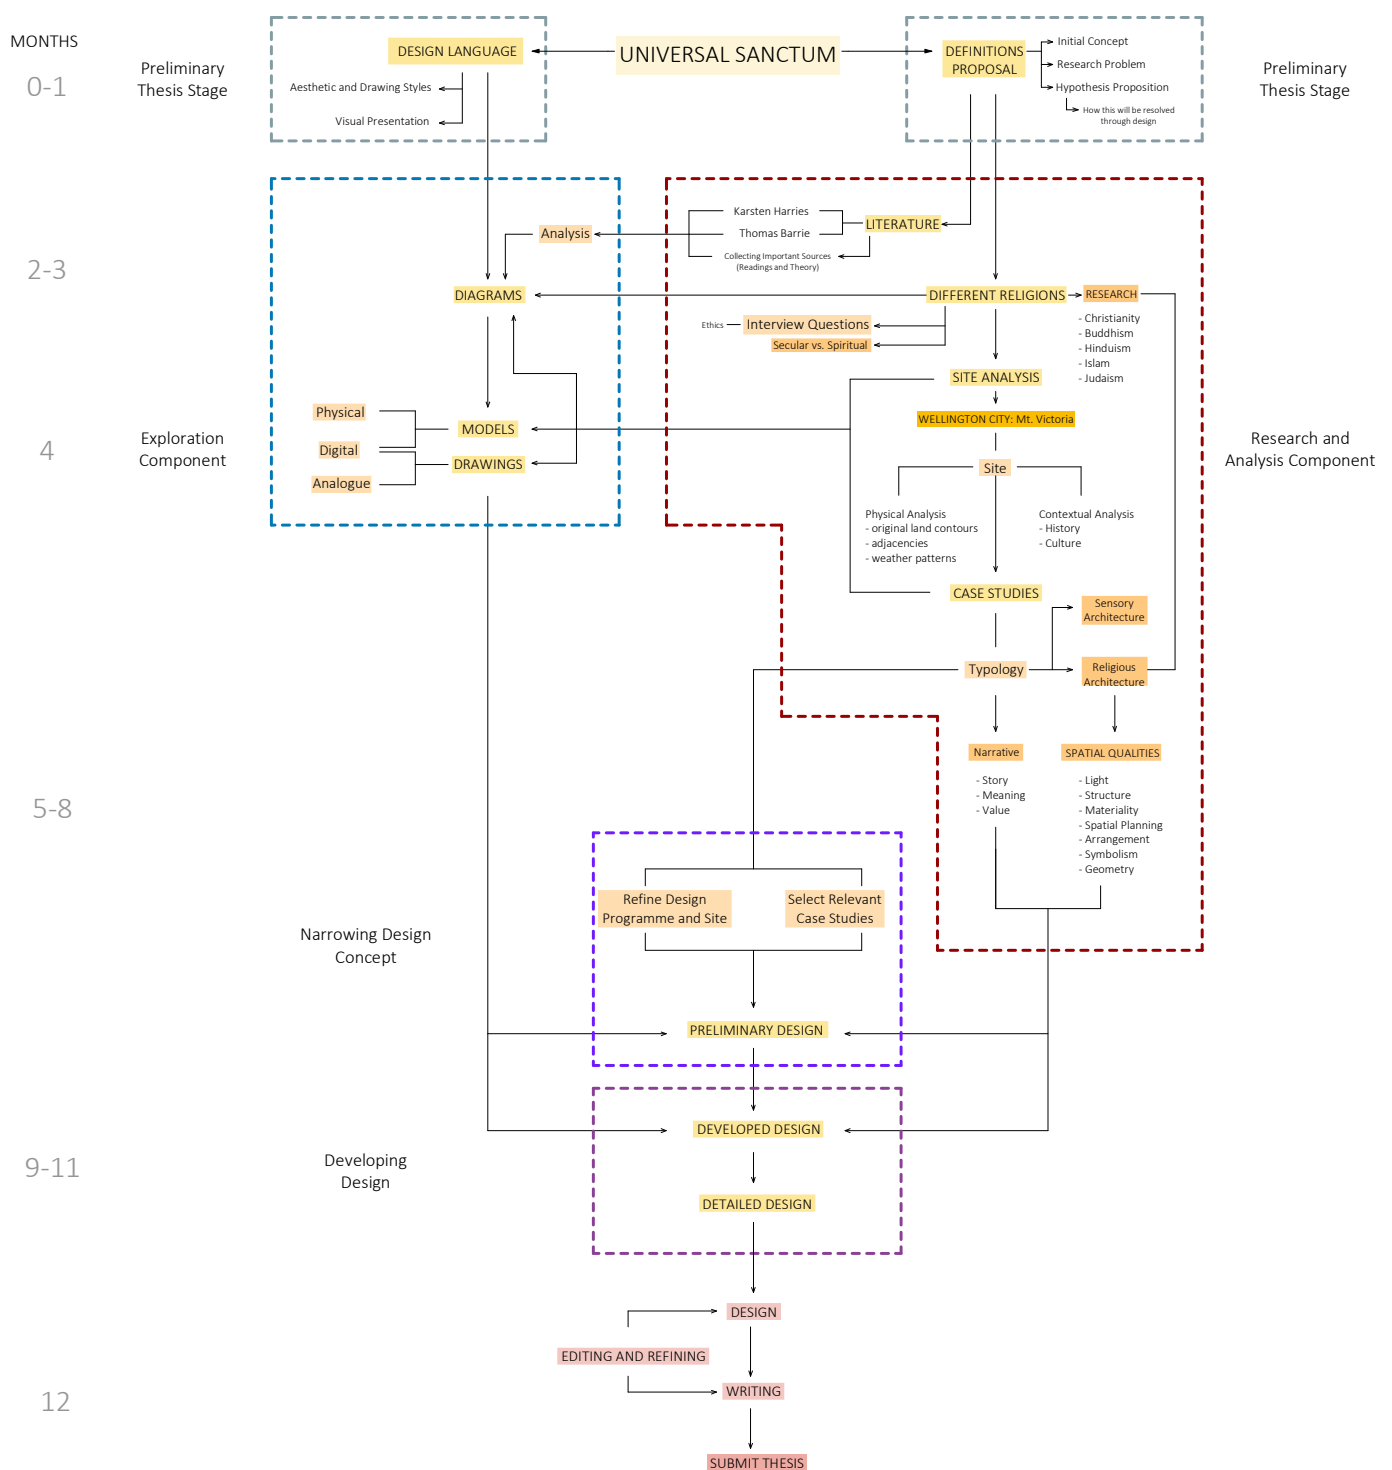 MONTHS
0-1
Preliminary
Thesis Stage
DESIGN LANGUAGE
Aesthetic and Drawing Styles
Visual Presentation
UNIVERSAL SANCTUM
DEFINITIONS
PROPOSAL
Initial Concept
Research Problem
Hypothesis Proposition
How this will be resolved
through design
Preliminary
Thesis Stage
2-3
Analysis
Karsten Harries
Thomas Barrie
Collecting Important Sources
(Readings and Theory)
LITERATURE
DIAGRAMS
DIFFERENT RELIGIONS
RESEARCH
- Christianity
- Buddhism
- Hinduism
- Islam
- Judaism
Ethics
Interview Questions
Secular vs. Spiritual
SITE ANALYSIS
WELLINGTON CITY: Mt. Victoria
4
Exploration
Component
Physical
Digital
Analogue
MODELS
DRAWINGS
Site
Physical Analysis
- original land contours
- adjacencies
- weather patterns
Contextual Analysis
- History
- Culture
Research and
Analysis Component
CASE STUDIES
Sensory
Architecture
Typology
Religious
Architecture
Narrative
- Story
- Meaning
- Value
SPATIAL QUALITIES
- Light
- Structure
- Materiality
- Spatial Planning
- Arrangement
- Symbolism
- Geometry
5-8
Narrowing Design
Concept
Refine Design
Programme and Site
Select Relevant
Case Studies
PRELIMINARY DESIGN
9-11
Developing
Design
DEVELOPED DESIGN
DETAILED DESIGN
DESIGN
EDITING AND REFINING
WRITING
12
SUBMIT THESIS